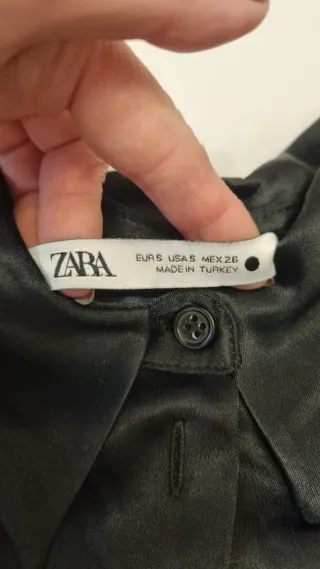 ZARA
EUR S USA S MEX 26
MADE IN TURKEY